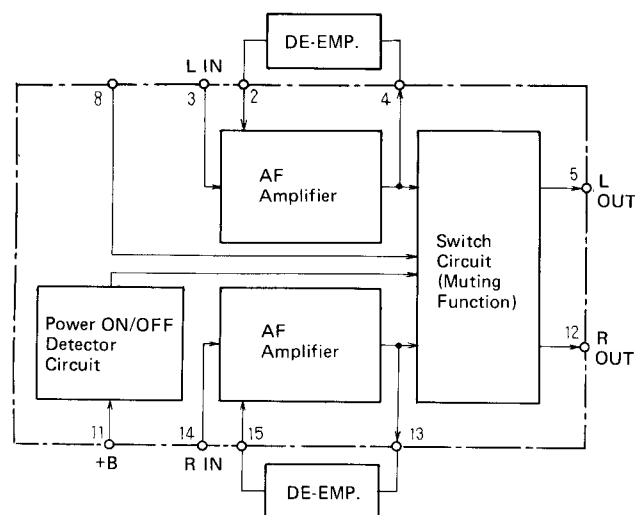 DE-EMP.
L IN
8
3
2
4
AF
Amplifier
5
L
OUT
Switch
Circuit
(Muting
Function)
Power ON/OFF
Detector
Circuit
AF
Amplifier
12
R
OUT
11
14
15
13
+B
R IN
DE-EMP.